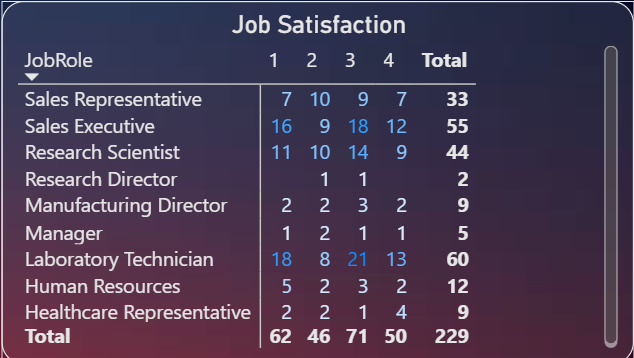 Job Satisfaction
JobRole 1 2 3 4 Total
Sales Representative 7 10 9 7 33
Sales Executive 16 9 18 12 55
Research Scientist 11 10 14 9 44
Research Director 1 1 2
Manufacturing Director 2 2 3 2 9
Manager 1 2 1 1 5
Laboratory Technician 18 8 21 13 60
Human Resources 5 2 3 2 12
Healthcare Representative 2 2 1 4 9
Total 62 46 71 50 229